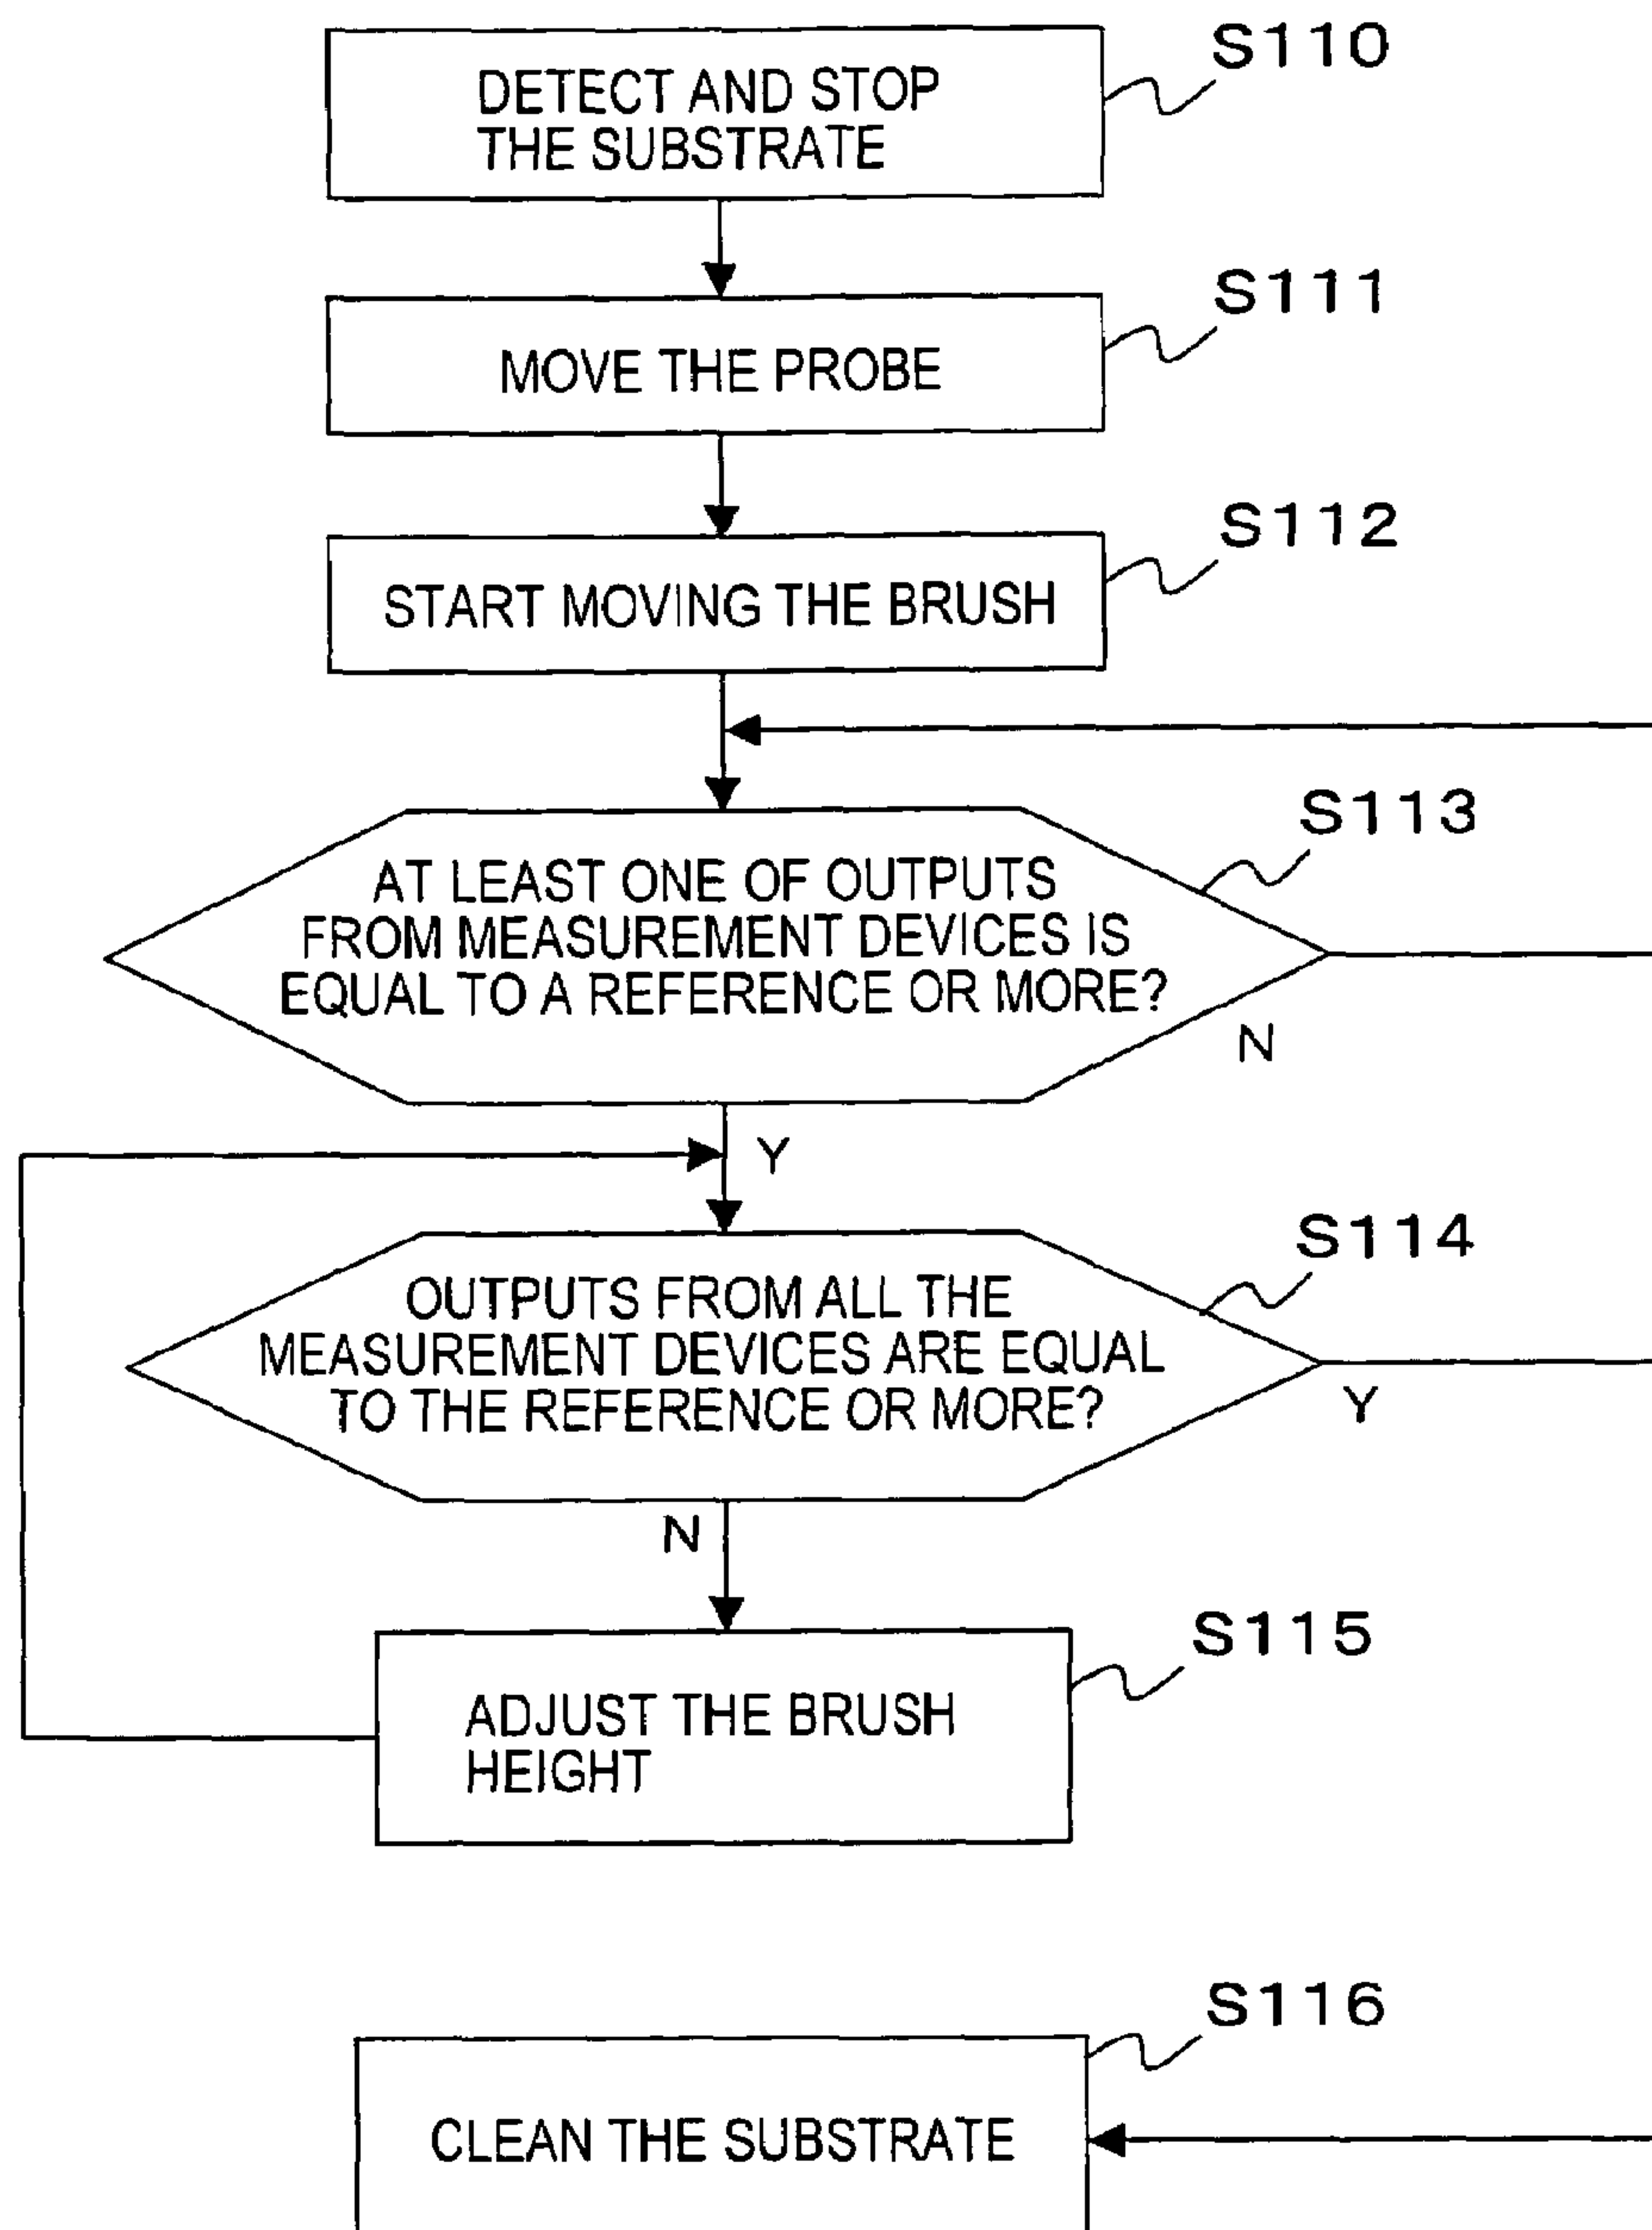 S110
DETECT AND STOP
THE SUBSTRATE
S111
MOVE THE PROBE
S112
START MOVING THE BRUSH
S113
AT LEAST ONE OF OUTPUTS
FROM MEASUREMENT DEVICES IS
EQUAL TO A REFERENCE OR MORE?
N
Y
S114
OUTPUTS FROM ALL THE
MEASUREMENT DEVICES ARE EQUAL
TO THE REFERENCE OR MORE?
Y
N
S115
ADJUST THE BRUSH
HEIGHT
S116
CLEAN THE SUBSTRATE